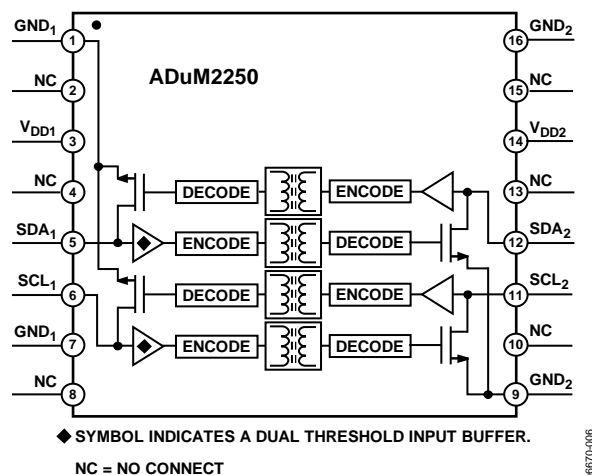 GND1 1 16 GND2
ADuM2250
NC 2 15 NC
VDD1 3 14 VDD2
NC 4 DECODE ENCODE 13 NC
SDA1 5 ENCODE DECODE 12 SDA2
SCL1 6 DECODE ENCODE 11 SCL2
GND1 7 ENCODE DECODE 10 NC
NC 8 9 GND2
◆ SYMBOL INDICATES A DUAL THRESHOLD INPUT BUFFER.
NC = NO CONNECT
6670-006